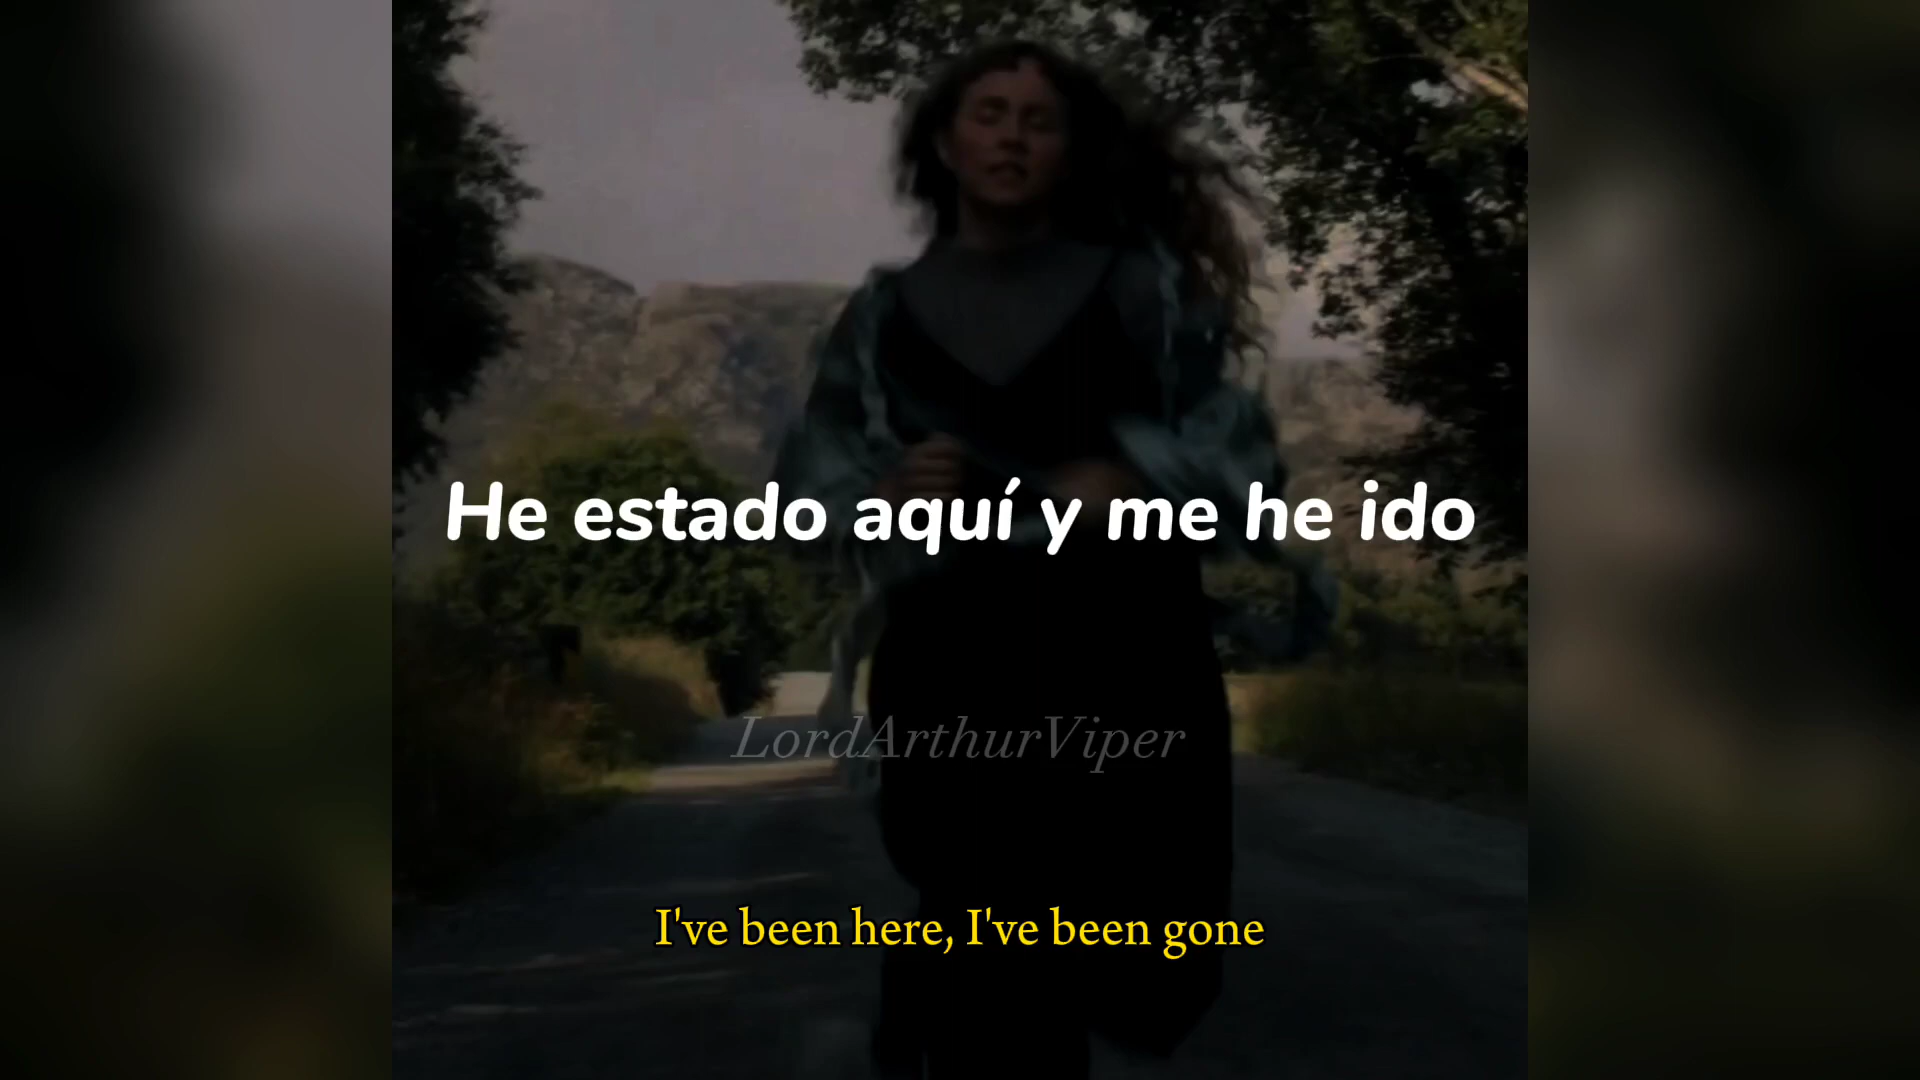 He estado aquí y me he ido
LordArthurViper
I've been here, I've been gone